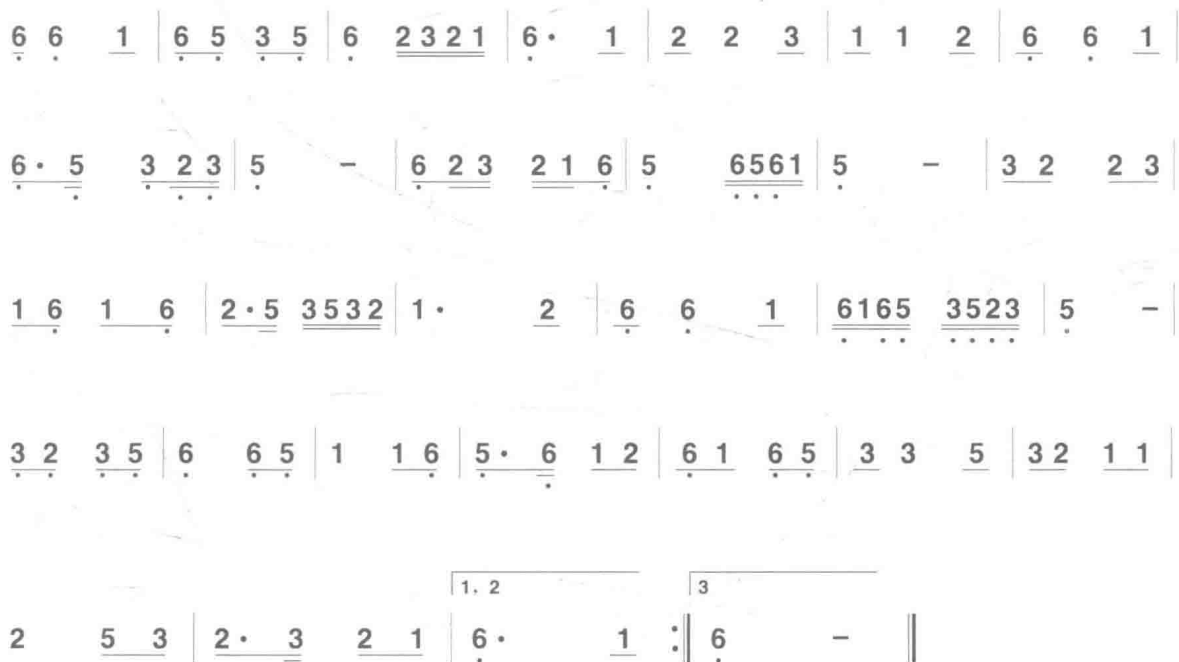 6 6 1 | 6 5 3 5 | 6 2321 | 6· 1 | 2 2 3 | 1 1 2 | 6 6 1 |
6· 5 3 2 3 | 5 – | 6 2 3 2 1 6 | 5 6561 | 5 – | 3 2 2 3 |
1 6 1 6 | 2·5 3532 | 1· 2 | 6 6 1 | 6165 3523 | 5 – |
3 2 3 5 | 6 6 5 | 1 1 6 | 5· 6 1 2 | 6 1 6 5 | 3 3 5 | 32 1 1 |
1. 2 3
2 5 3 | 2· 3 2 1 | 6· 1 :‖ 6 – ‖